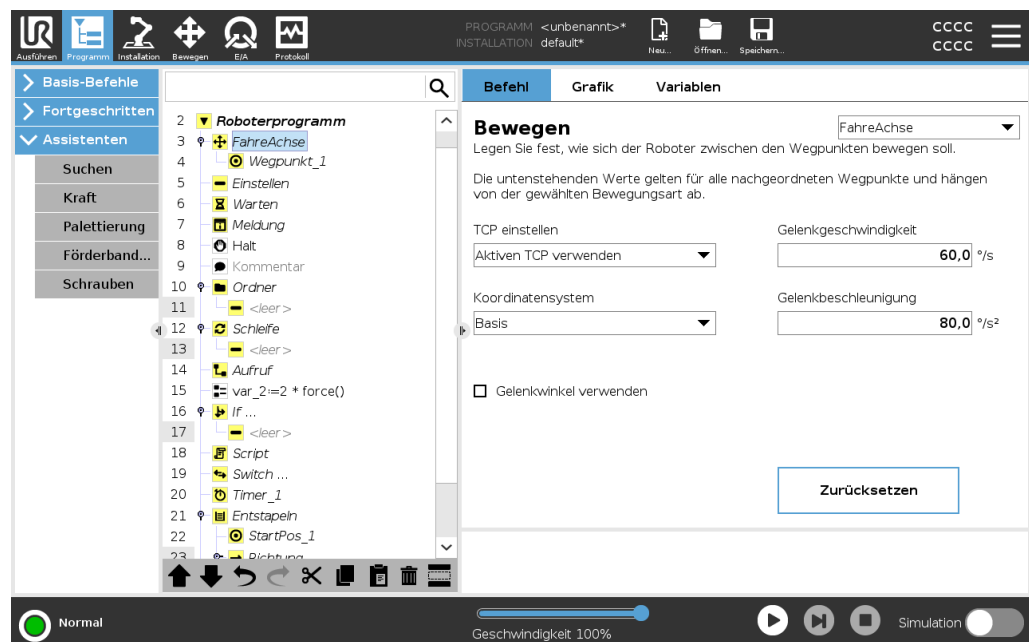 UR
PROGRAMM <unbenannt>*
INSTALLATION default*
Ausführen Programm Installation Bewegen E/A Protokoll
Neu... Öffnen... Speichern...
CCCC
CCCC
Basis-Befehle
Fortgeschritten
Assistenten
Suchen
Kraft
Palettierung
Förderband...
Schrauben
2 Roboterprogramm
3 FahreAchse
4 Wegpunkt_1
5 Einstellen
6 Warten
7 Meldung
8 Halt
9 Kommentar
10 Ordner
11 <leer>
12 Schleife
13 <leer>
14 Aufruf
15 var_2:=2 * force()
16 If ...
17 <leer>
18 Script
19 Switch ...
20 Timer_1
21 Entstapeln
22 StartPos_1
23 Richtung
Befehl Grafik Variablen
Bewegen
FahreAchse
Legen Sie fest, wie sich der Roboter zwischen den Wegpunkten bewegen soll.
Die untenstehenden Werte gelten für alle nachgeordneten Wegpunkte und hängen
von der gewählten Bewegungsart ab.
TCP einstellen
Aktiven TCP verwenden
Gelenkgeschwindigkeit
60,0 °/s
Koordinatensystem
Basis
Gelenkbeschleunigung
80,0 °/s²
Gelenkwinkel verwenden
Zurücksetzen
Normal
Geschwindigkeit 100%
Simulation